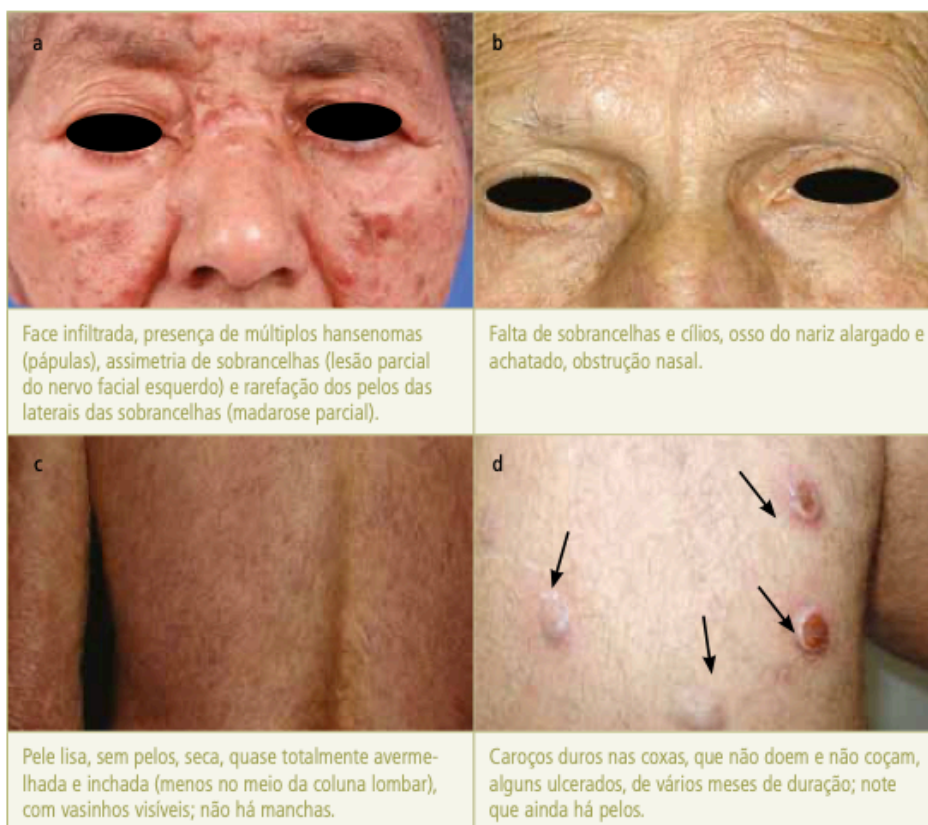 a
b
Face infiltrada, presença de múltiplos hansenomas
(pápulas), assimetria de sobrancelhas (lesão parcial
do nervo facial esquerdo) e rarefação dos pelos das
laterais das sobrancelhas (madarose parcial).
Falta de sobrancelhas e cílios, osso do nariz alargado e
achatado, obstrução nasal.
c
d
Pele lisa, sem pelos, seca, quase totalmente averme-
lhada e inchada (menos no meio da coluna lombar),
com vasinhos visíveis; não há manchas.
Caroços duros nas coxas, que não doem e não coçam,
alguns ulcerados, de vários meses de duração; note
que ainda há pelos.